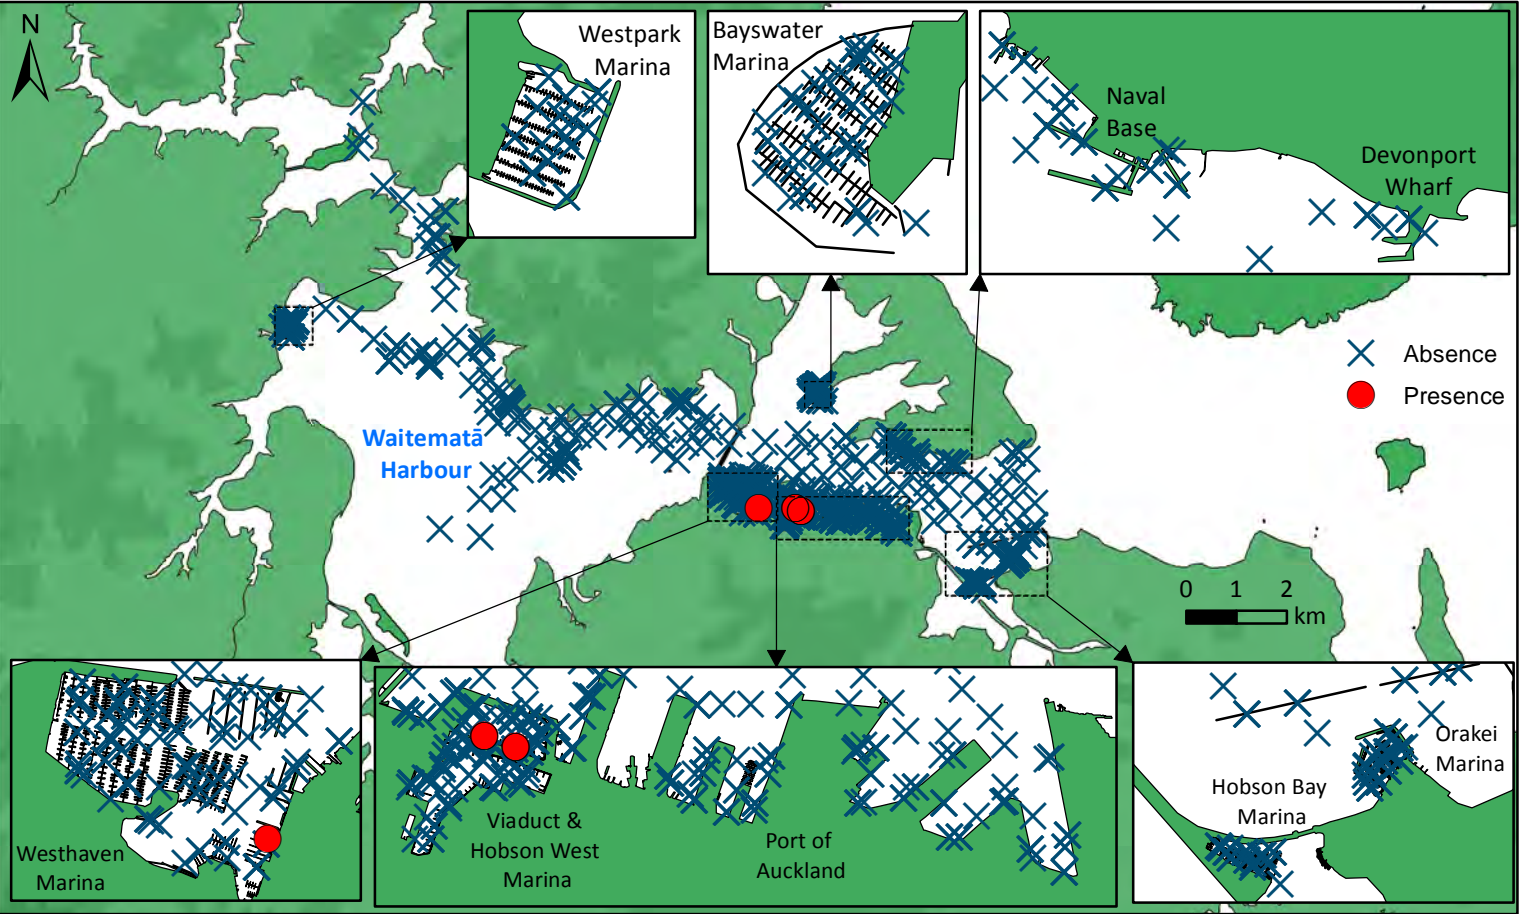 N
Westpark
Marina
Bayswater
Marina
Naval
Base
Devonport
Wharf
Absence
Presence
Waitematā
Harbour
0 1 2
km
Westhaven
Marina
Viaduct &
Hobson West
Marina
Port of
Auckland
Hobson Bay
Marina
Orakei
Marina